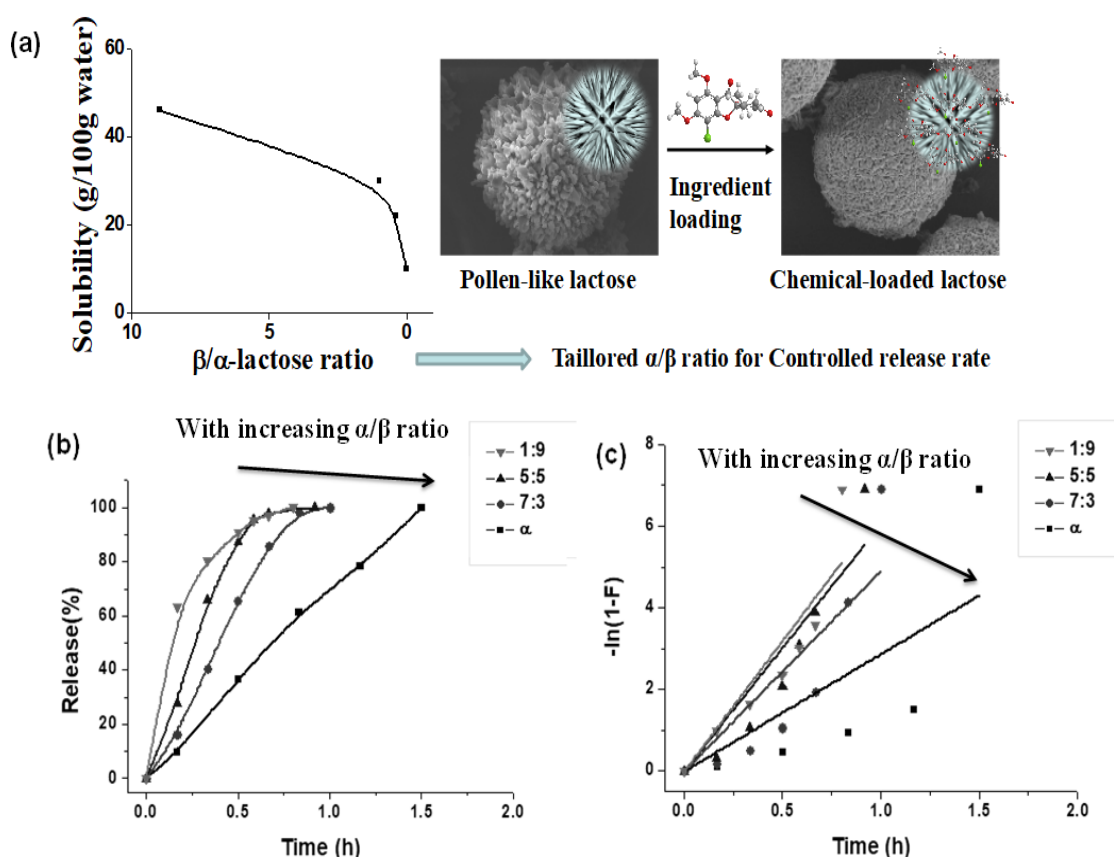 (a)
Solubility (g/100g water)
60
40
20
0
10
5
0
β/α-lactose ratio
Pollen-like lactose
Ingredient
loading
Chemical-loaded lactose
Taillored α/β ratio for Controlled release rate
(b)
With increasing α/β ratio
1:9
5:5
7:3
α
Release(%)
100
80
60
40
20
0
0.0
0.5
1.0
1.5
2.0
Time (h)
(c)
With increasing α/β ratio
1:9
5:5
7:3
α
-ln(1-F)
8
6
4
2
0
0.0
0.5
1.0
1.5
2.0
Time (h)